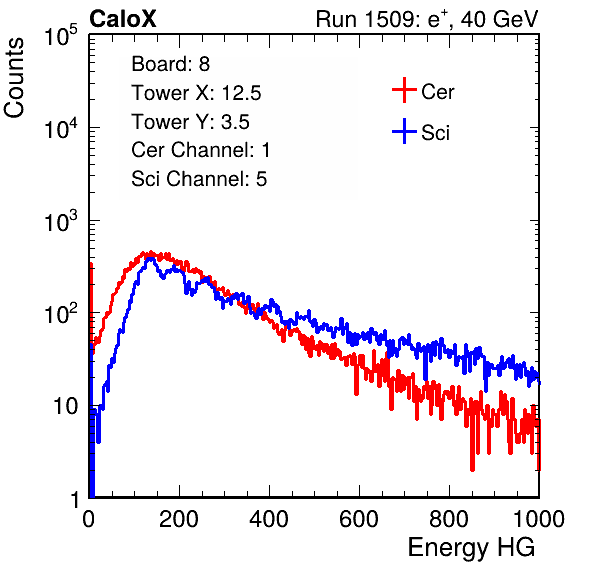 CaloX Run 1509: e⁺, 40 GeV
Counts
Board: 8
Tower X: 12.5
Tower Y: 3.5
Cer Channel: 1
Sci Channel: 5
Cer
Sci
10⁵
10⁴
10³
10²
10
1
0 200 400 600 800 1000
Energy HG